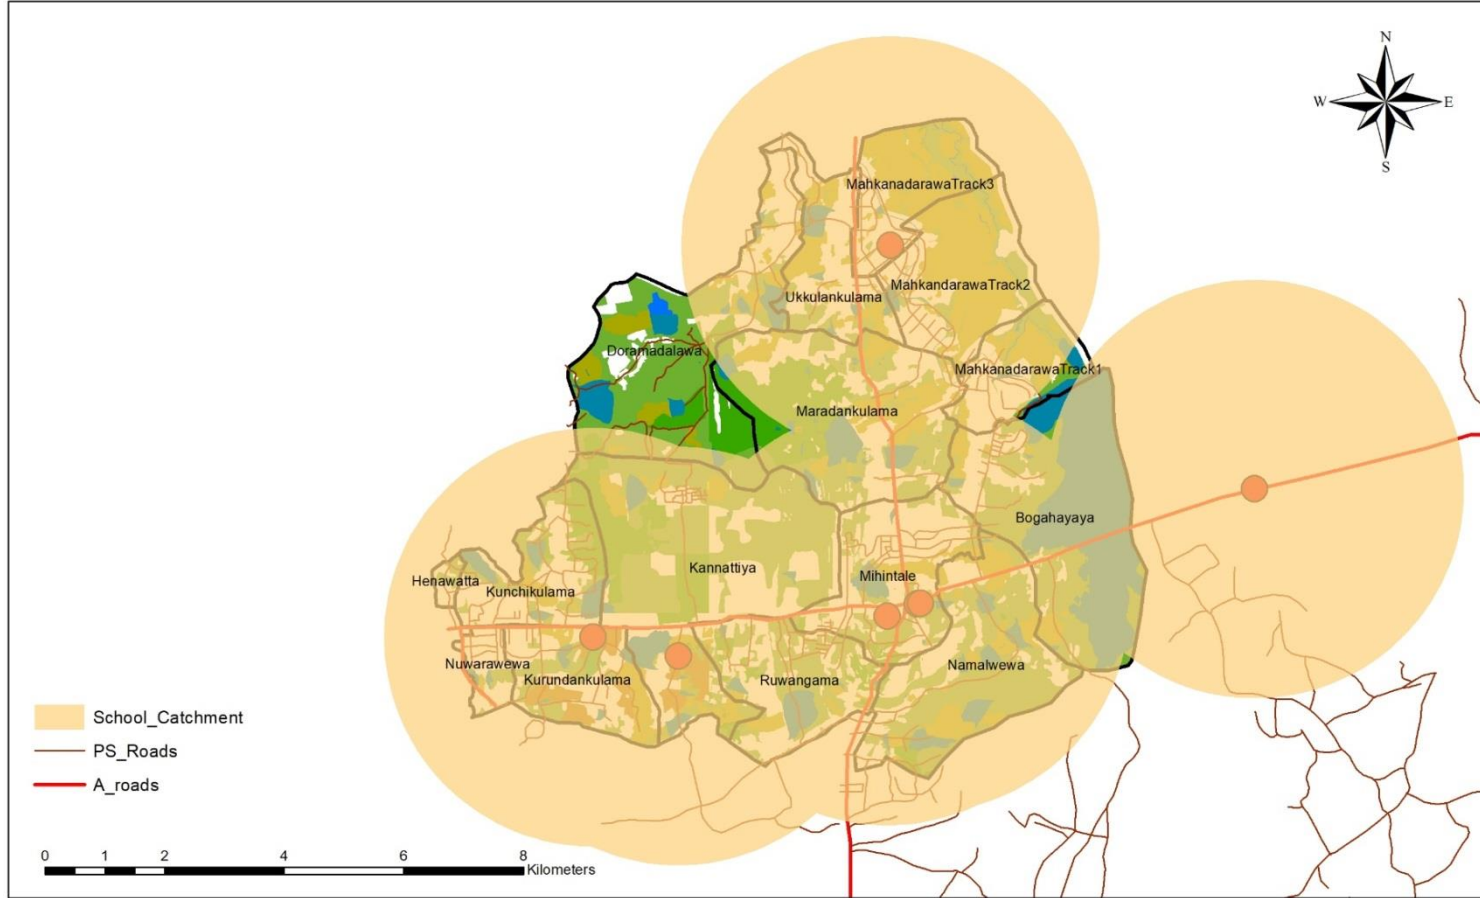 N
W E
S
MahkanadarawaTrack3
MahkandarawaTrack2
Ukkulankulama
Doramadalawa
MahkanadarawaTrack1
Maradankulama
Bogahayaya
Kannattiya
Mihintale
Henawatta
Kunchikulama
Nuwarawewa
Kurundankulama
Ruwangama
Namalwewa
School_Catchment
PS_Roads
A_roads
0 1 2 4 6 8
Kilometers